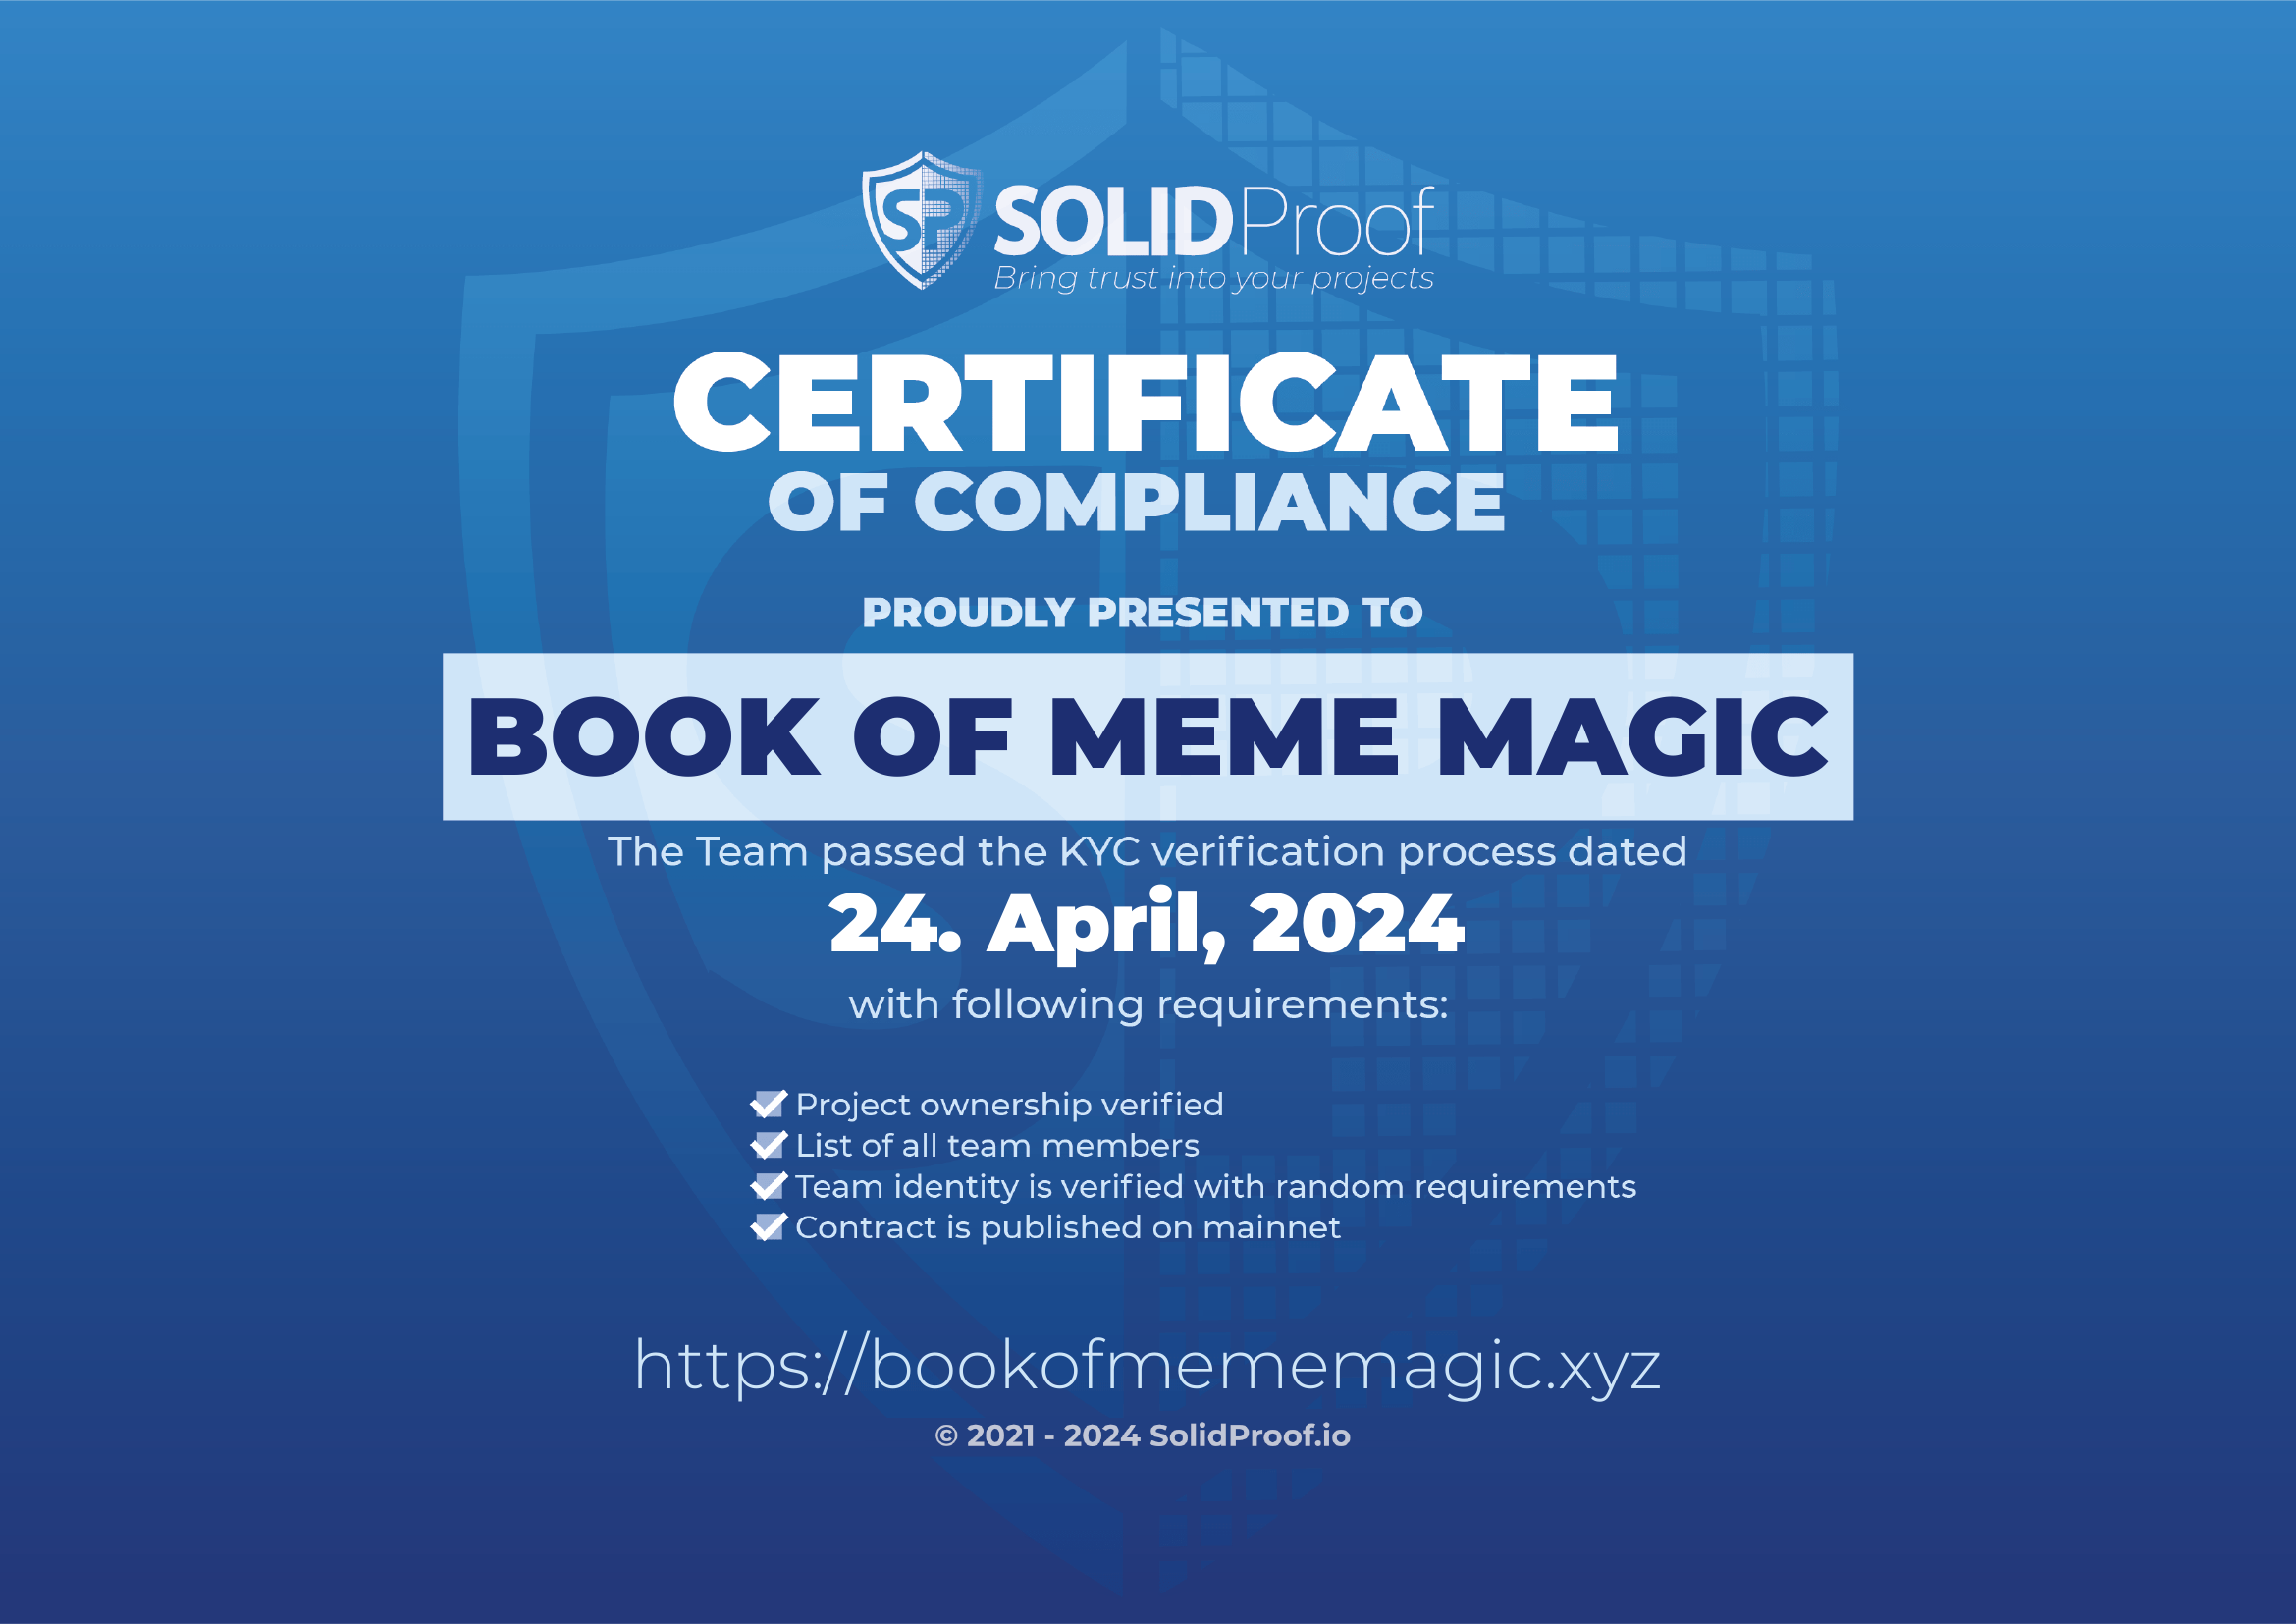 SP SOLIDProof
Bring trust into your projects
CERTIFICATE
OF COMPLIANCE
PROUDLY PRESENTED TO
BOOK OF MEME MAGIC
The Team passed the KYC verification process dated
24. April, 2024
with following requirements:
Project ownership verified
List of all team members
Team identity is verified with random requirements
Contract is published on mainnet
https://bookofmememagic.xyz
© 2021 - 2024 SolidProof.io